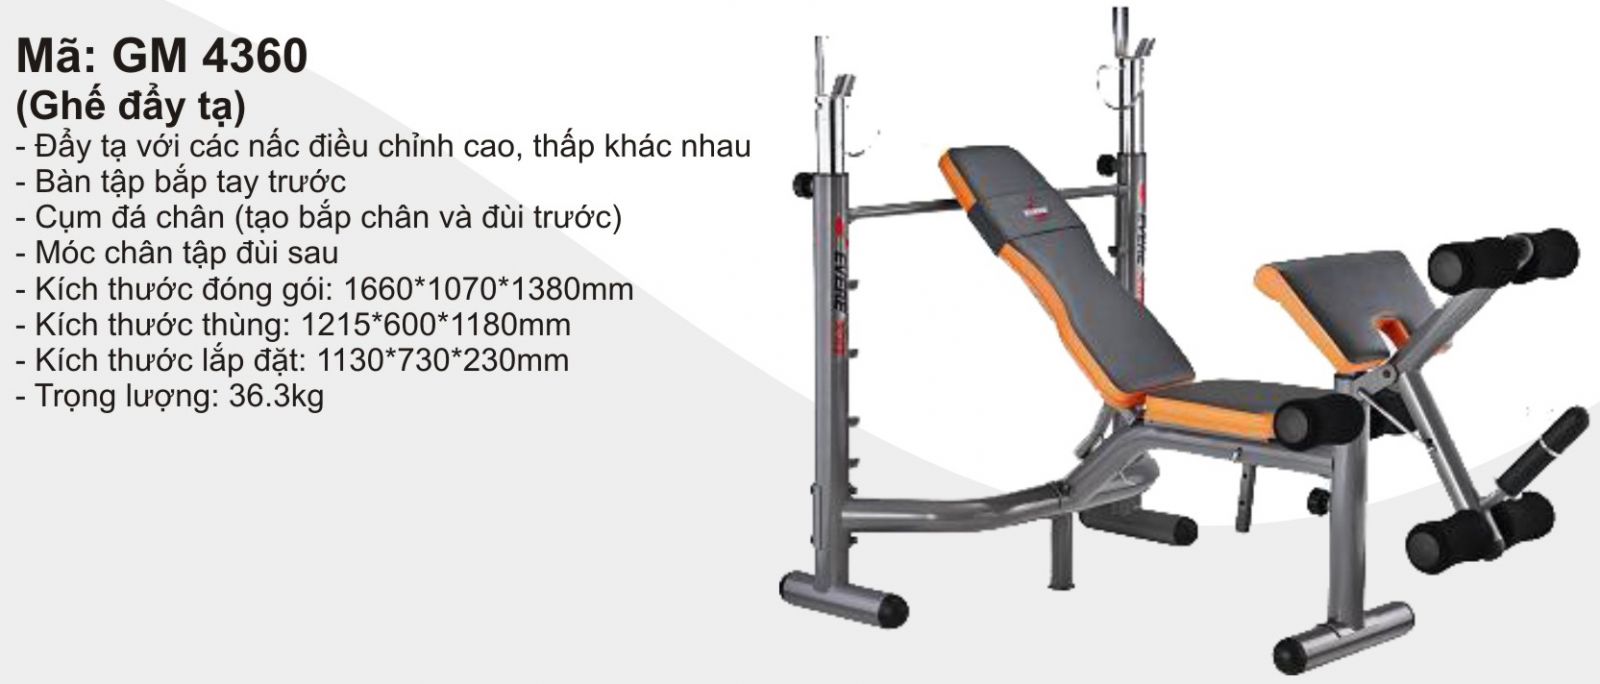 Mã: GM 4360
(Ghế đẩy tạ)
- Đẩy tạ với các nấc điều chỉnh cao, thấp khác nhau
- Bàn tập bắp tay trước
- Cụm đá chân (tạo bắp chân và đùi trước)
- Móc chân tập đùi sau
- Kích thước đóng gói: 1660*1070*1380mm
- Kích thước thùng: 1215*600*1180mm
- Kích thước lắp đặt: 1130*730*230mm
- Trọng lượng: 36.3kg
EVERE